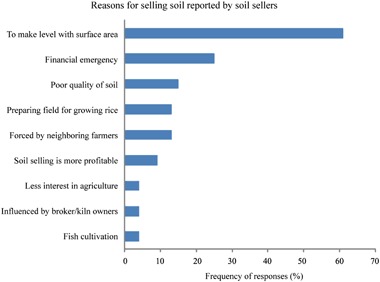 Reasons for selling soil reported by soil sellers
To make level with surface area
Financial emergency
Poor quality of soil
Preparing field for growing rice
Forced by neighboring farmers
Soil selling is more profitable
Less interest in agriculture
Influenced by broker/kiln owners
Fish cultivation
0 10 20 30 40 50 60 70
Frequency of responses (%)